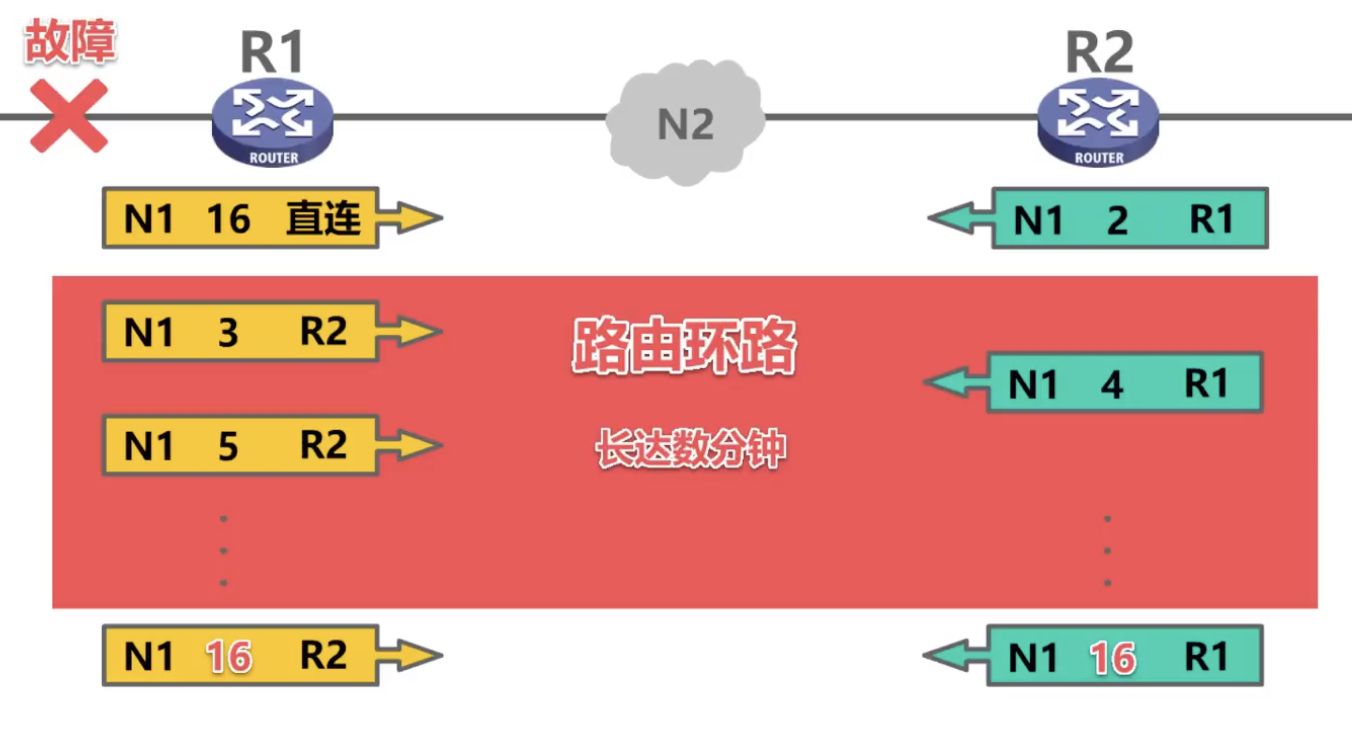 故障
R1
R2
N2
ROUTER
ROUTER
N1 16 直连
N1 2 R1
N1 3 R2
路由环路
N1 4 R1
N1 5 R2
长达数分钟
N1 16 R2
N1 16 R1